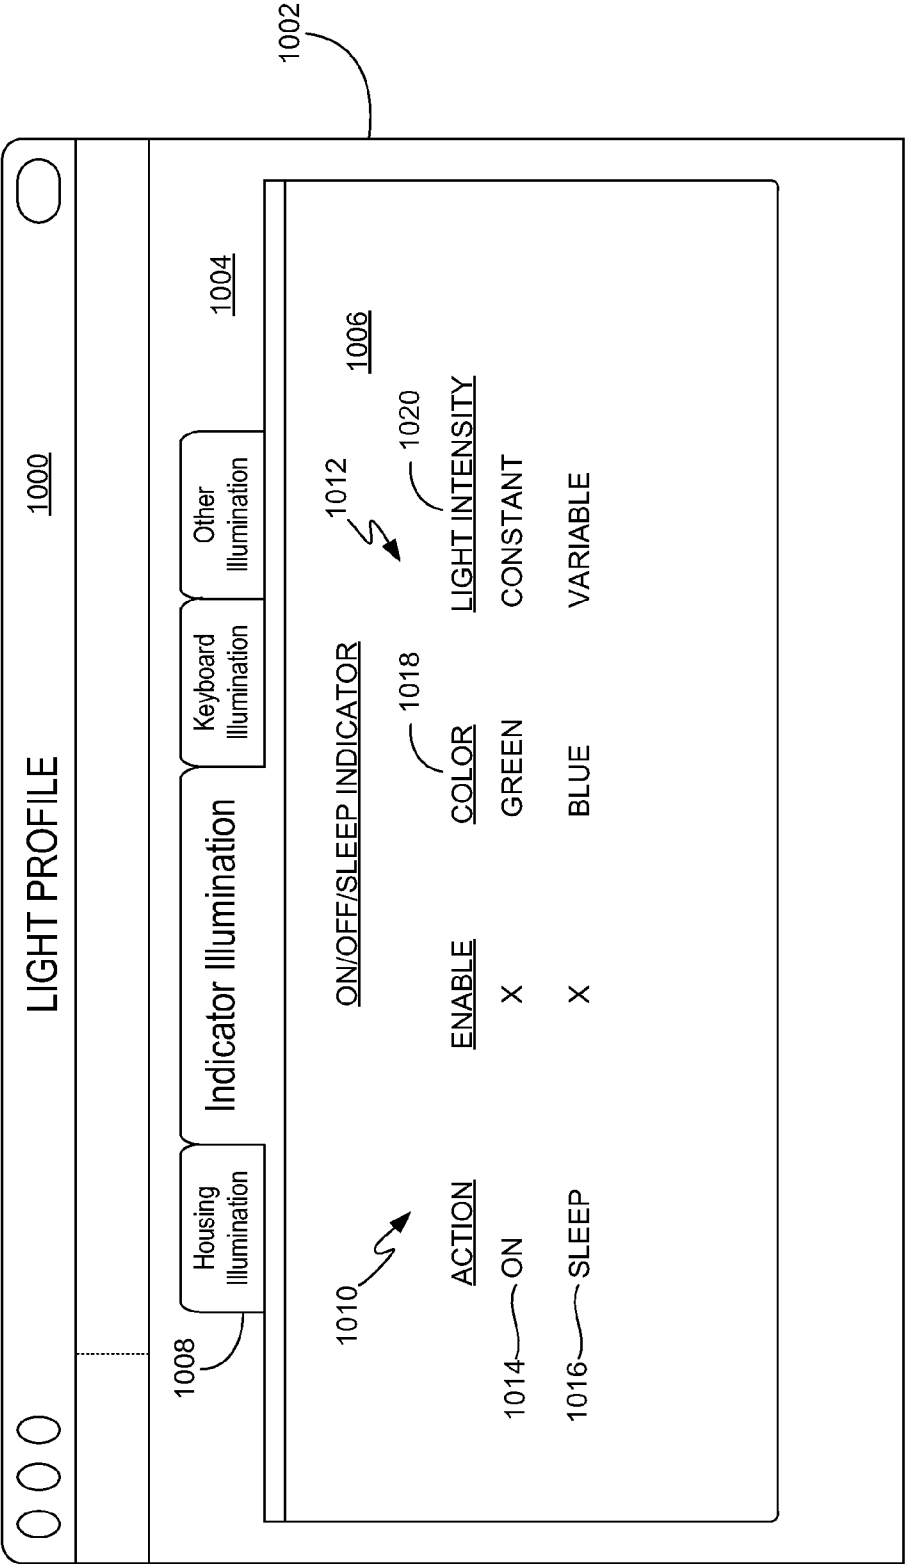 LIGHT PROFILE
1000
1002
1004
1008
Housing
Illumination
Indicator Illumination
Keyboard
Illumination
Other
Illumination
1006
ON/OFF/SLEEP INDICATOR
1010
1012
1018
1020
ACTION ENABLE COLOR LIGHT INTENSITY
1014 ON X GREEN CONSTANT
1016 SLEEP X BLUE VARIABLE